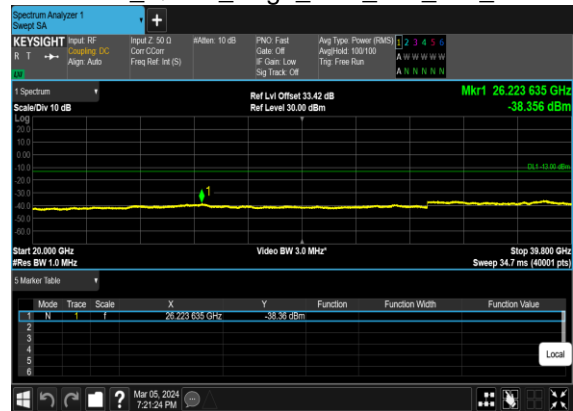 Spectrum Analyzer 1
Swept SA
+
KEYSIGHT Input: RF Input Z: 50 Ω #Atten: 10 dB PNO: Fast Avg Type: Power (RMS) 1 2 3 4 5 6
R T Coupling: DC Corr CCorr Gate: Off Avg|Hold: 100/100 A W W W W W
Align: Auto Freq Ref: Int (S) IF Gain: Low Trig: Free Run
LXI Sig Track: Off A N N N N N
1 Spectrum Ref Lvl Offset 33.42 dB Mkr1 26.223 635 GHz
Scale/Div 10 dB Ref Level 30.00 dBm -38.356 dBm
Log
20.0
10.0
0.00
-10.0
DL1 -13.00 dBm
-20.0
-30.0
1
-40.0
-50.0
-60.0
Start 20.000 GHz Video BW 3.0 MHz* Stop 39.800 GHz
#Res BW 1.0 MHz Sweep 34.7 ms (40001 pts)
5 Marker Table
Mode Trace Scale X Y Function Function Width Function Value
1 N 1 f 26.223 635 GHz -38.36 dBm
2
3
4
5
6
Local
? Mar 05, 2024
7:21:24 PM